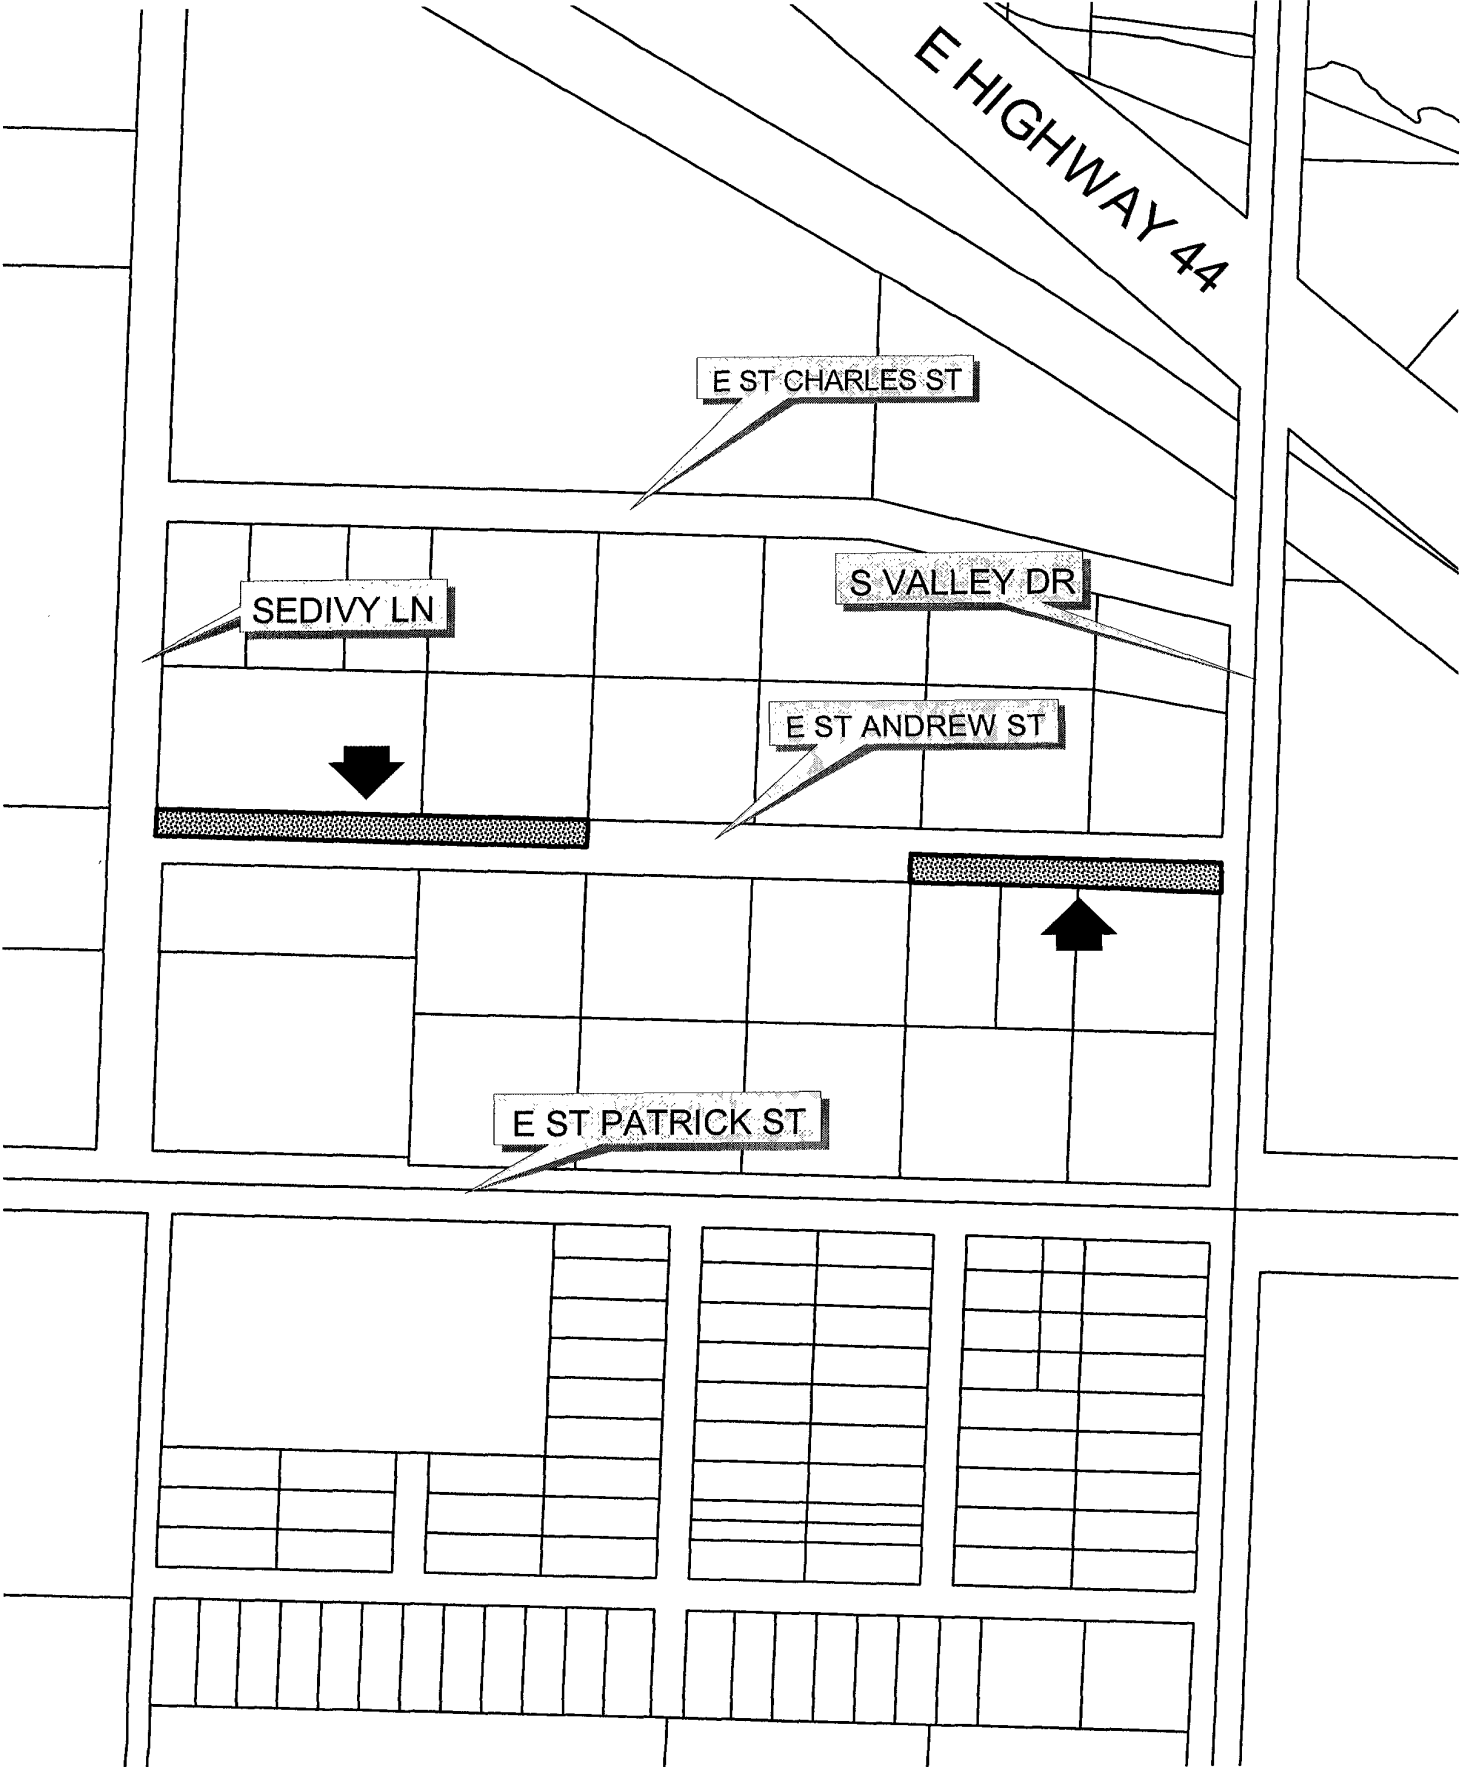 E HIGHWAY 44
E ST CHARLES ST
S VALLEY DR
SEDIVY LN
E ST ANDREW ST
E ST PATRICK ST